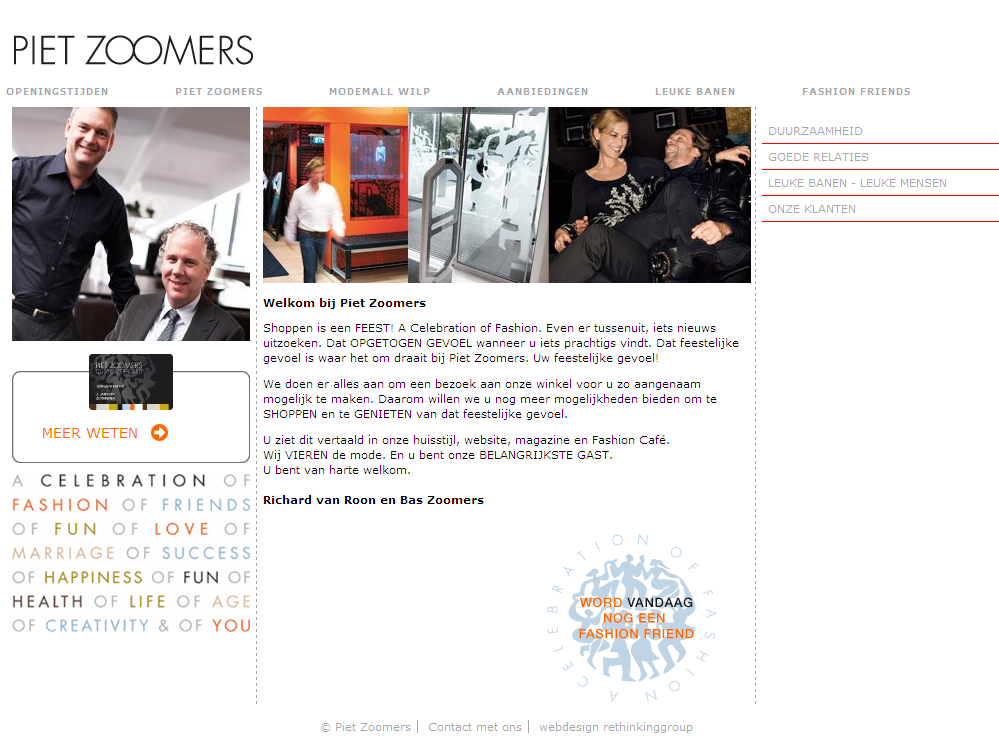 PIET ZOOMERS
OPENINGSTIJDEN PIET ZOOMERS MODEMALL WILP AANBIEDINGEN LEUKE BANEN FASHION FRIENDS
DUURZAAMHEID
GOEDE RELATIES
LEUKE BANEN - LEUKE MENSEN
ONZE KLANTEN
Welkom bij Piet Zoomers
Shoppen is een FEEST! A Celebration of Fashion. Even er tussenuit, iets nieuws
uitzoeken. Dat OPGETOGEN GEVOEL wanneer u iets prachtigs vindt. Dat feestelijke
gevoel is waar het om draait bij Piet Zoomers. Uw feestelijke gevoel!
We doen er alles aan om een bezoek aan onze winkel voor u zo aangenaam
mogelijk te maken. Daarom willen we u nog meer mogelijkheden bieden om te
SHOPPEN en te GENIETEN van dat feestelijke gevoel.
U ziet dit vertaald in onze huisstijl, website, magazine en Fashion Café.
Wij VIEREN de mode. En u bent onze BELANGRIJKSTE GAST.
U bent van harte welkom.
Richard van Roon en Bas Zoomers
PIET ZOOMERS
MEER WETEN
A CELEBRATION OF
FASHION OF FRIENDS
OF FUN OF LOVE OF
MARRIAGE OF SUCCESS
OF HAPPINESS OF FUN OF
HEALTH OF LIFE OF AGE
OF CREATIVITY & OF YOU
A CELEBRATION OF FASHION
WORD VANDAAG
NOG EEN
FASHION FRIEND
© Piet Zoomers | Contact met ons | webdesign rethinkinggroup